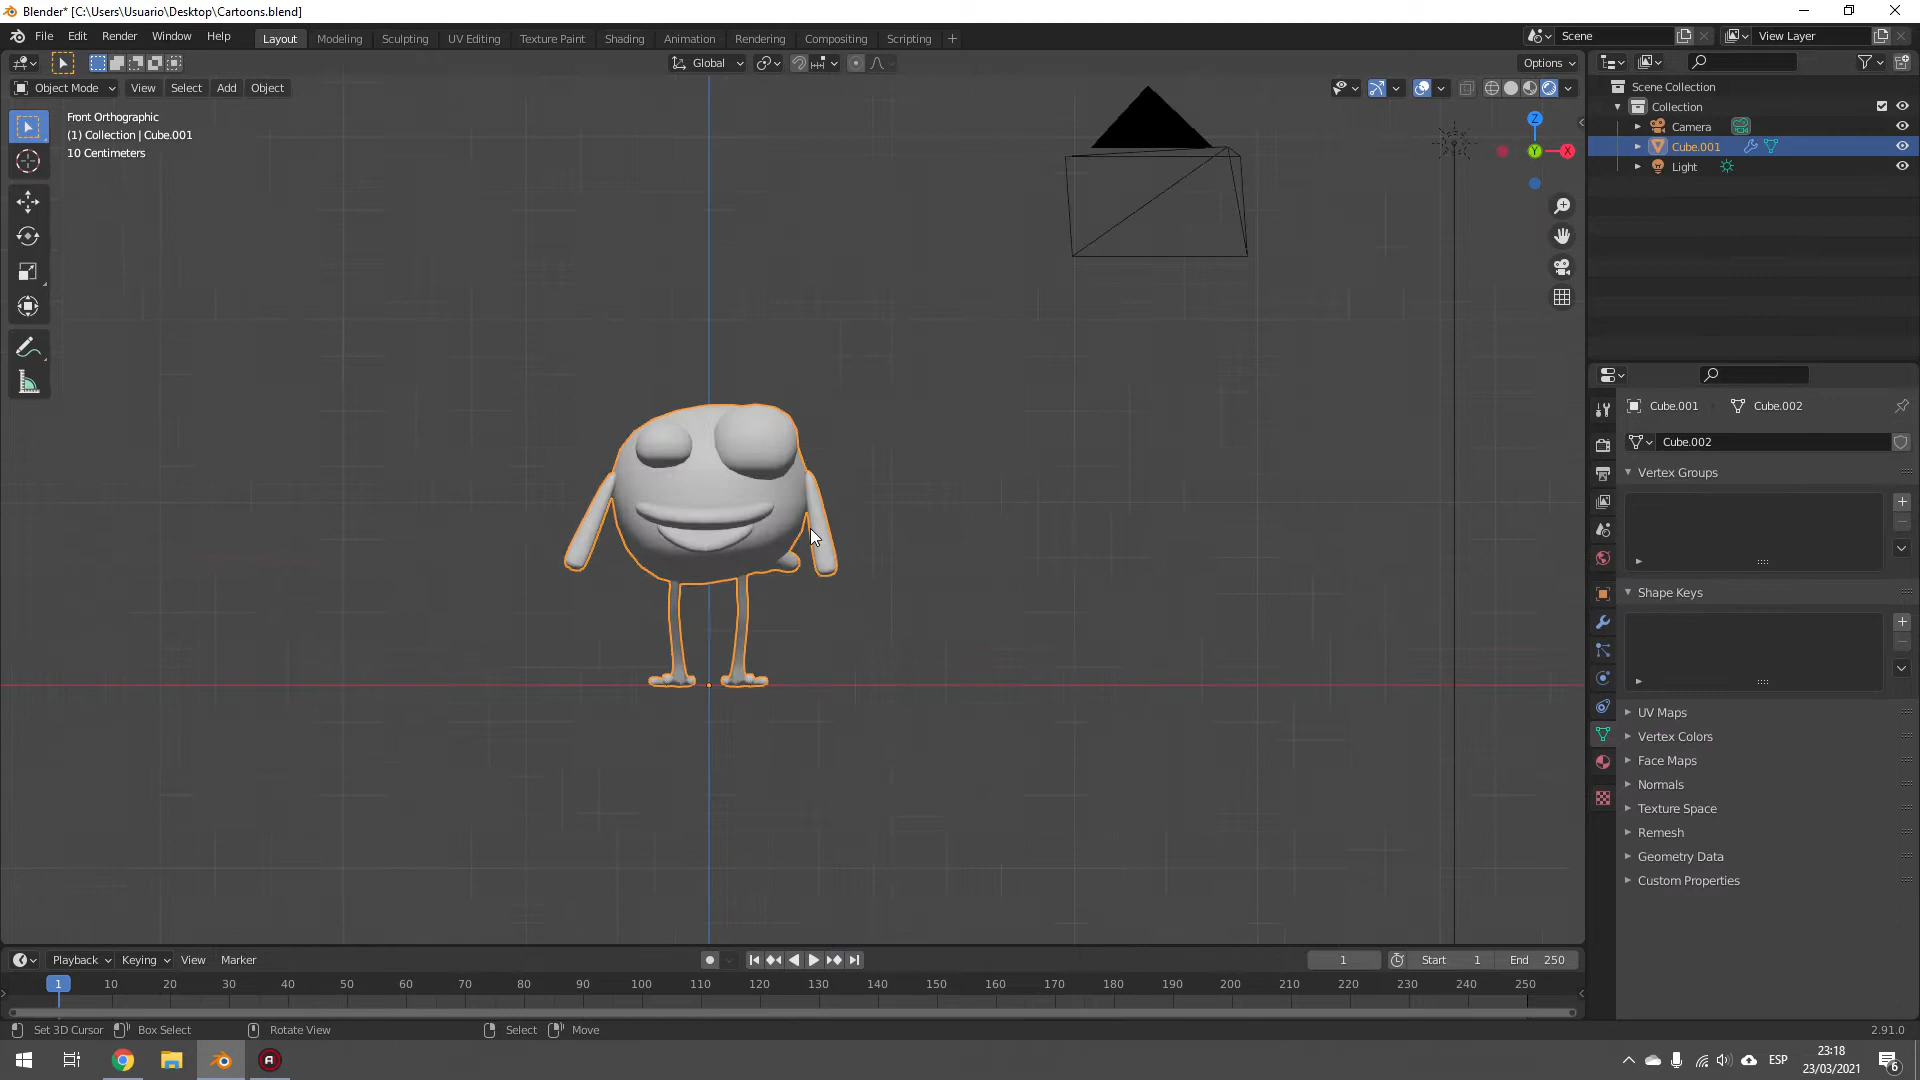 Blender* [C:\Users\Usuario\Desktop\Cartoons.blend]
File Edit Render Window Help Layout Modeling Sculpting UV Editing Texture Paint Shading Animation Rendering Compositing Scripting + Scene View Layer
Global Options
Object Mode View Select Add Object
Front Orthographic
(1) Collection | Cube.001
10 Centimeters
Z
Y
X
Scene Collection
Collection
Camera
Cube.001
Light
Cube.001 Cube.002
Cube.002
Vertex Groups
Shape Keys
UV Maps
Vertex Colors
Face Maps
Normals
Texture Space
Remesh
Geometry Data
Custom Properties
Playback Keying View Marker 1 Start 1 End 250
1 10 20 30 40 50 60 70 80 90 100 110 120 130 140 150 160 170 180 190 200 210 220 230 240 250
Set 3D Cursor Box Select Rotate View Select Move 2.91.0
ESP
23:18
23/03/2021
6